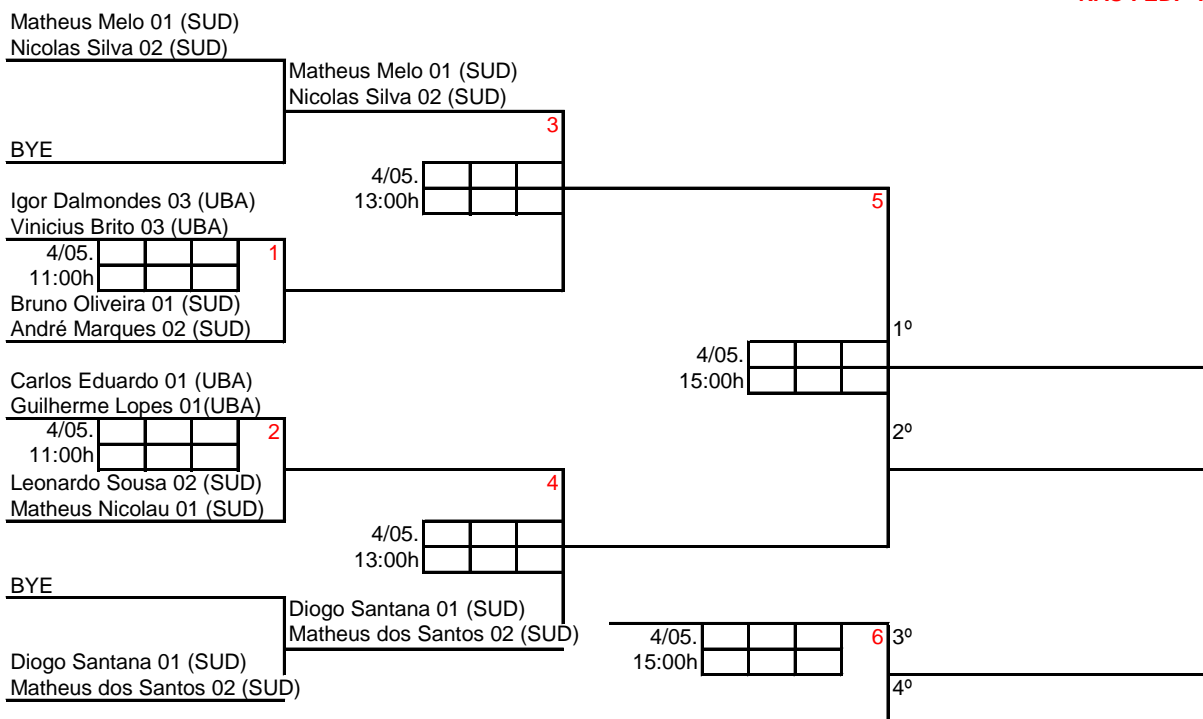 Matheus Melo 01 (SUD)
Nicolas Silva 02 (SUD)
Matheus Melo 01 (SUD)
Nicolas Silva 02 (SUD)
3
BYE
4/05.
13:00h
Igor Dalmondes 03 (UBA)
Vinicius Brito 03 (UBA)
5
4/05.
11:00h
1
Bruno Oliveira 01 (SUD)
André Marques 02 (SUD)
1º
4/05.
15:00h
Carlos Eduardo 01 (UBA)
Guilherme Lopes 01(UBA)
4/05.
11:00h
2
2º
Leonardo Sousa 02 (SUD)
Matheus Nicolau 01 (SUD)
4
4/05.
13:00h
BYE
Diogo Santana 01 (SUD)
Matheus dos Santos 02 (SUD)
4/05.
15:00h
6
3º
Diogo Santana 01 (SUD)
Matheus dos Santos 02 (SUD)
4º